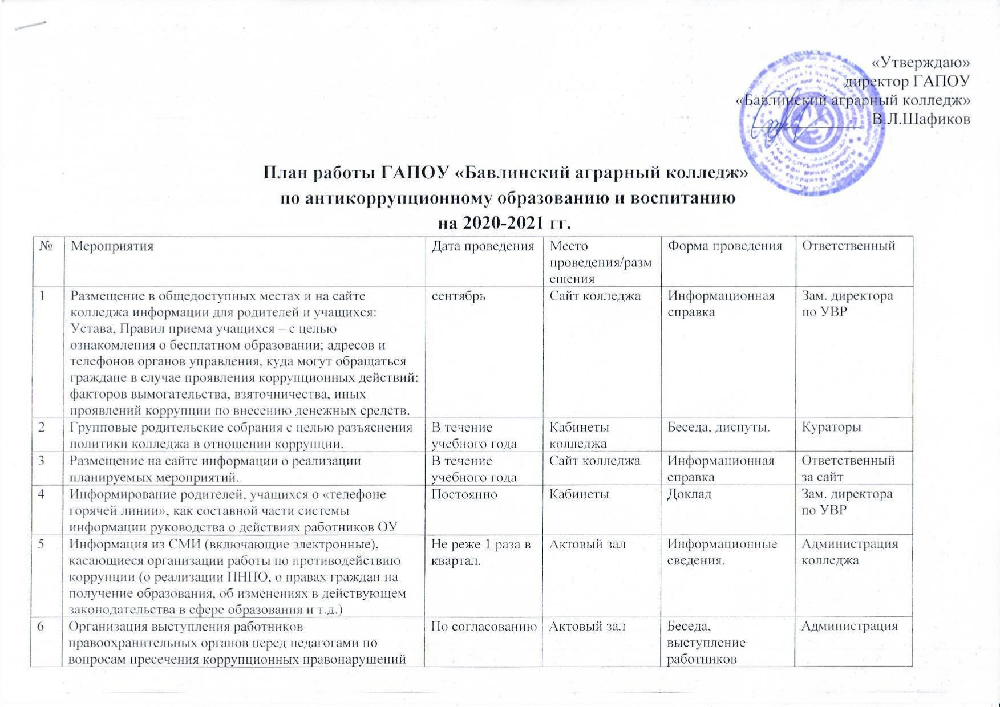 «Утверждаю»
директор ГАПОУ
«Бавлинский аграрный колледж»
В.Л.Шафиков
План работы ГАПОУ «Бавлинский аграрный колледж»
по антикоррупционному образованию и воспитанию
на 2020-2021 гг.
№ Мероприятия Дата проведения Место Форма проведения Ответственный
проведения/разм
ещения
1 Размещение в общедоступных местах и на сайте сентябрь Сайт колледжа Информационная Зам. директора
колледжа информации для родителей и учащихся: справка по УВР
Устава, Правил приема учащихся – с целью
ознакомления о бесплатном образовании; адресов и
телефонов органов управления, куда могут обращаться
граждане в случае проявления коррупционных действий:
факторов вымогательства, взяточничества, иных
проявлений коррупции по внесению денежных средств.
2 Групповые родительские собрания с целью разъяснения В течение Кабинеты Беседа, диспуты. Кураторы
политики колледжа в отношении коррупции. учебного года колледжа
3 Размещение на сайте информации о реализации В течение Сайт колледжа Информационная Ответственный
планируемых мероприятий. учебного года справка за сайт
4 Информирование родителей, учащихся о «телефоне Постоянно Кабинеты Доклад Зам. директора
горячей линии», как составной части системы по УВР
информации руководства о действиях работников ОУ
5 Информация из СМИ (включающие электронные), Не реже 1 раза в Актовый зал Информационные Администрация
касающиеся организации работы по противодействию квартал. сведения. колледжа
коррупции (о реализации ПНПО, о правах граждан на
получение образования, об изменениях в действующем
законодательства в сфере образования и т.д.)
6 Организация выступления работников По согласованию Актовый зал Беседа, Администрация
правоохранительных органов перед педагогами по выступление
вопросам пресечения коррупционных правонарушений работников